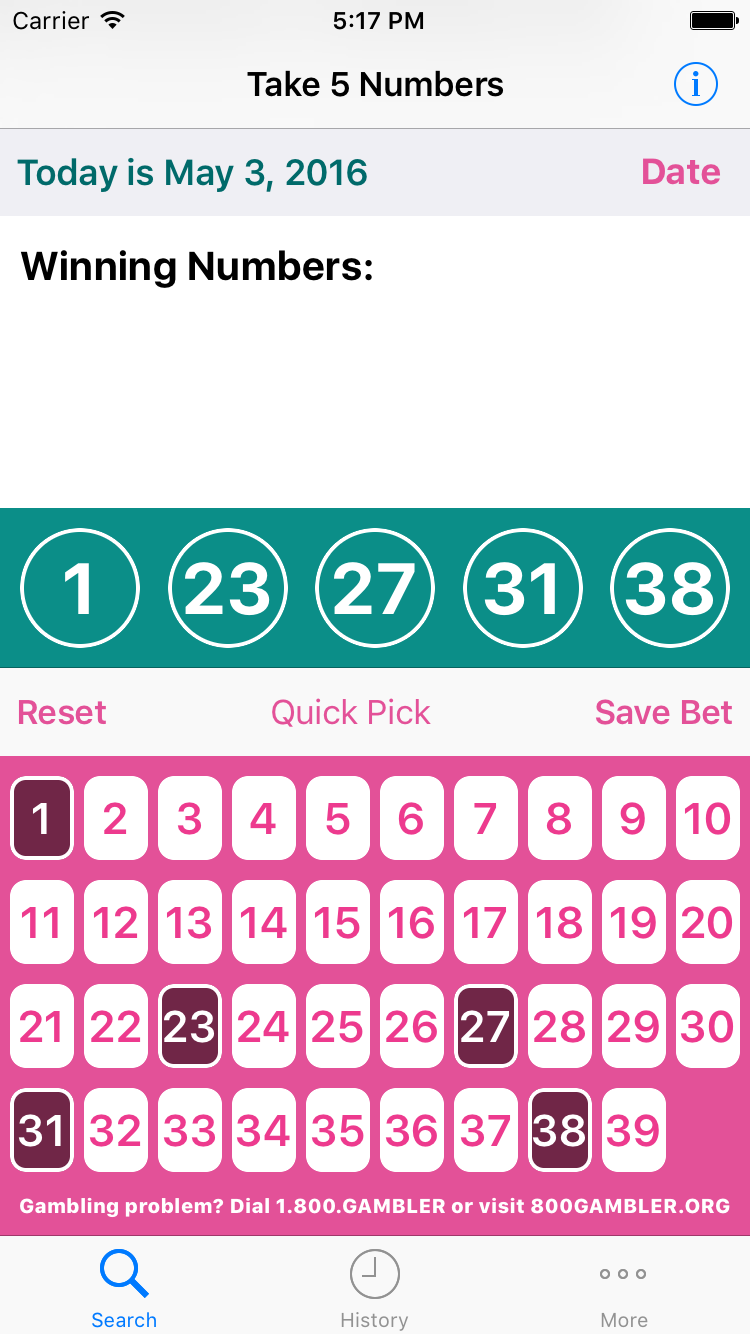 Carrier 5:17 PM
Take 5 Numbers i
Today is May 3, 2016 Date
Winning Numbers:
1 23 27 31 38
Reset Quick Pick Save Bet
1 2 3 4 5 6 7 8 9 10
11 12 13 14 15 16 17 18 19 20
21 22 23 24 25 26 27 28 29 30
31 32 33 34 35 36 37 38 39
Gambling problem? Dial 1.800.GAMBLER or visit 800GAMBLER.ORG
Search History More